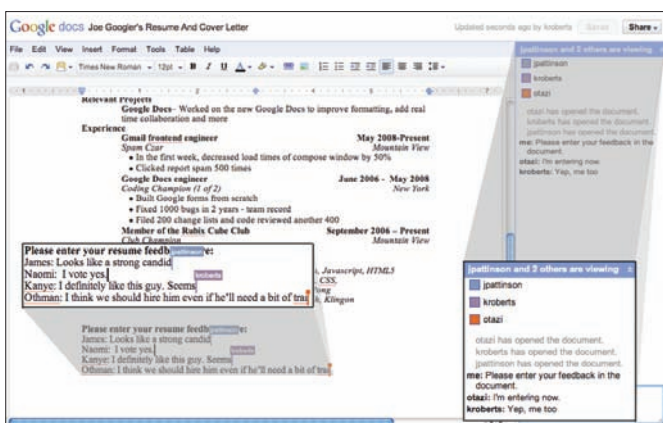 Google docs Joe Googler's Resume And Cover Letter
Updated seconds ago by kroberts Saved Share
File Edit View Insert Format Tools Table Help
Times New Roman 12pt B I U A
Relevant Projects
Google Docs– Worked on the new Google Docs to improve formatting, add real
time collaboration and more
Experience
Gmail frontend engineer May 2008-Present
Spam Czar Mountain View
• In the first week, decreased load times of compose window by 50%
• Clicked report spam 500 times
Google Docs engineer June 2006 - May 2008
Coding Champion (1 of 2) New York
• Built Google forms from scratch
• Fixed 1000 bugs in 2 years - team record
• Filed 200 change lists and code reviewed another 400
Member of the Rubix Cube Club September 2006 – Present
Club Champion Mountain View
, Javascript, HTML5
, CSS,
, Klingon
Please enter your resume feedb jpattinson e:
James: Looks like a strong candid
Naomi: I vote yes.
kroberts
Kanye: I definitely like this guy. Seems
Othman: I think we should hire him even if he'll need a bit of trai
Please enter your resume feedb jpattinson e:
James: Looks like a strong candid
Naomi: I vote yes.
kroberts
Kanye: I definitely like this guy. Seems
Othman: I think we should hire him even if he'll need a bit of trai
jpattinson and 2 others are viewing
jpattinson
kroberts
otazi
otazi has opened the document.
kroberts has opened the document.
jpattinson has opened the document.
me: Please enter your feedback in the
document.
otazi: I'm entering now.
kroberts: Yep, me too
jpattinson and 2 others are viewing x
jpattinson
kroberts
otazi
otazi has opened the document.
kroberts has opened the document.
jpattinson has opened the document.
me: Please enter your feedback in the
document.
otazi: I'm entering now.
kroberts: Yep, me too